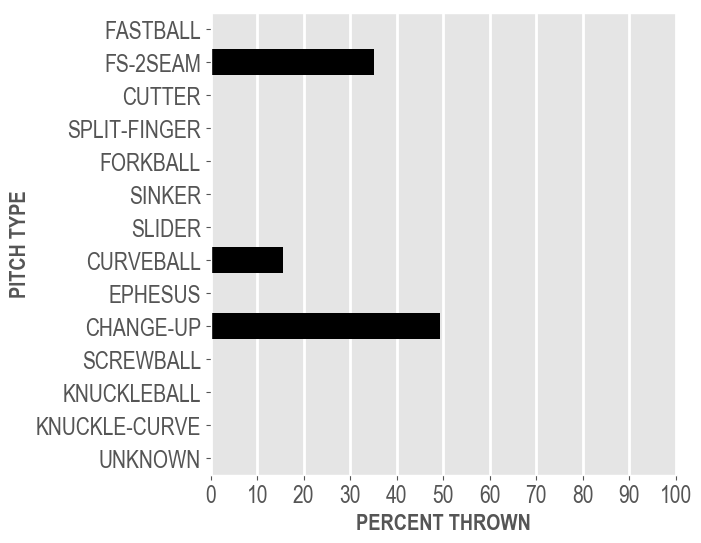 FASTBALL
FS-2SEAM
CUTTER
SPLIT-FINGER
FORKBALL
SINKER
SLIDER
CURVEBALL
EPHESUS
CHANGE-UP
SCREWBALL
KNUCKLEBALL
KNUCKLE-CURVE
UNKNOWN
PITCH TYPE
0 10 20 30 40 50 60 70 80 90 100
PERCENT THROWN